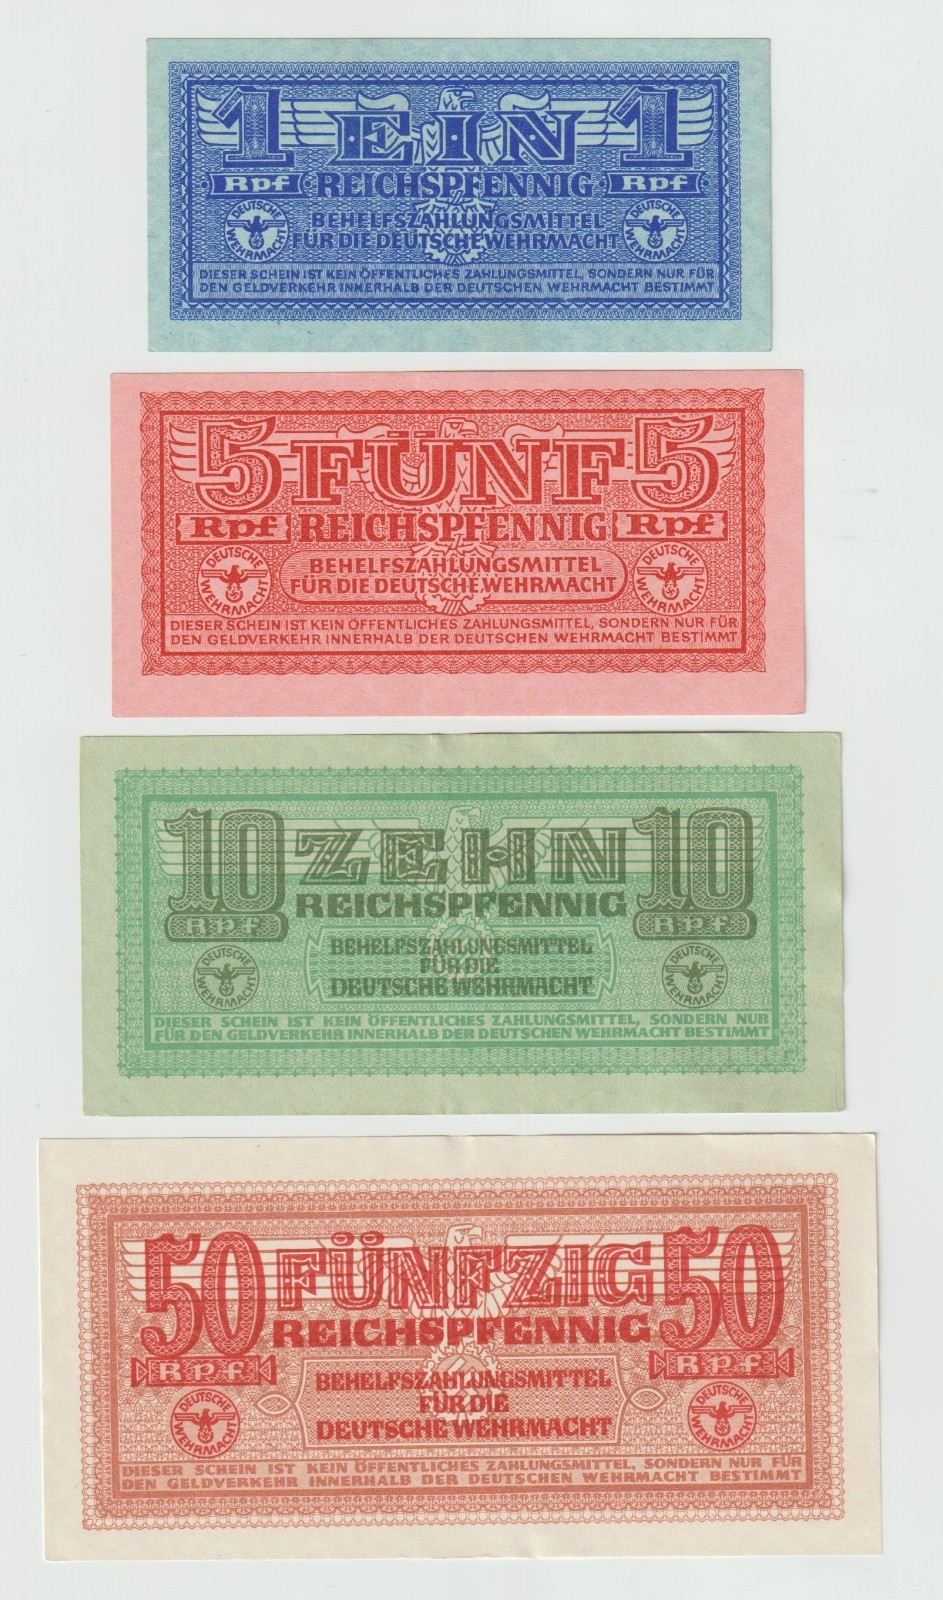 1 EIN 1
Rpf REICHSPFENNIG Rpf
DEUTSCHE WEHRMACHT
BEHELFSZAHLUNGSMITTEL
FÜR DIE DEUTSCHE WEHRMACHT
DEUTSCHE WEHRMACHT
DIESER SCHEIN IST KEIN ÖFFENTLICHES ZAHLUNGSMITTEL, SONDERN NUR FÜR
DEN GELDVERKEHR INNERHALB DER DEUTSCHEN WEHRMACHT BESTIMMT
5 FÜNF 5
Rpf REICHSPFENNIG Rpf
DEUTSCHE WEHRMACHT
BEHELFSZAHLUNGSMITTEL
FÜR DIE DEUTSCHE WEHRMACHT
DEUTSCHE WEHRMACHT
DIESER SCHEIN IST KEIN ÖFFENTLICHES ZAHLUNGSMITTEL, SONDERN NUR FÜR
DEN GELDVERKEHR INNERHALB DER DEUTSCHEN WEHRMACHT BESTIMMT
10 ZEHN 10
REICHSPFENNIG
Rpf Rpf
DEUTSCHE WEHRMACHT
BEHELFSZAHLUNGSMITTEL
FÜR DIE
DEUTSCHE WEHRMACHT
DEUTSCHE WEHRMACHT
DIESER SCHEIN IST KEIN ÖFFENTLICHES ZAHLUNGSMITTEL, SONDERN NUR
FÜR DEN GELDVERKEHR INNERHALB DER DEUTSCHEN WEHRMACHT BESTIMMT
50 FÜNFZIG 50
REICHSPFENNIG
Rpf Rpf
DEUTSCHE WEHRMACHT
BEHELFSZAHLUNGSMITTEL
FÜR DIE
DEUTSCHE WEHRMACHT
DEUTSCHE WEHRMACHT
DIESER SCHEIN IST KEIN ÖFFENTLICHES ZAHLUNGSMITTEL, SONDERN NUR FÜR
DEN GELDVERKEHR INNERHALB DER DEUTSCHEN WEHRMACHT BESTIMMT